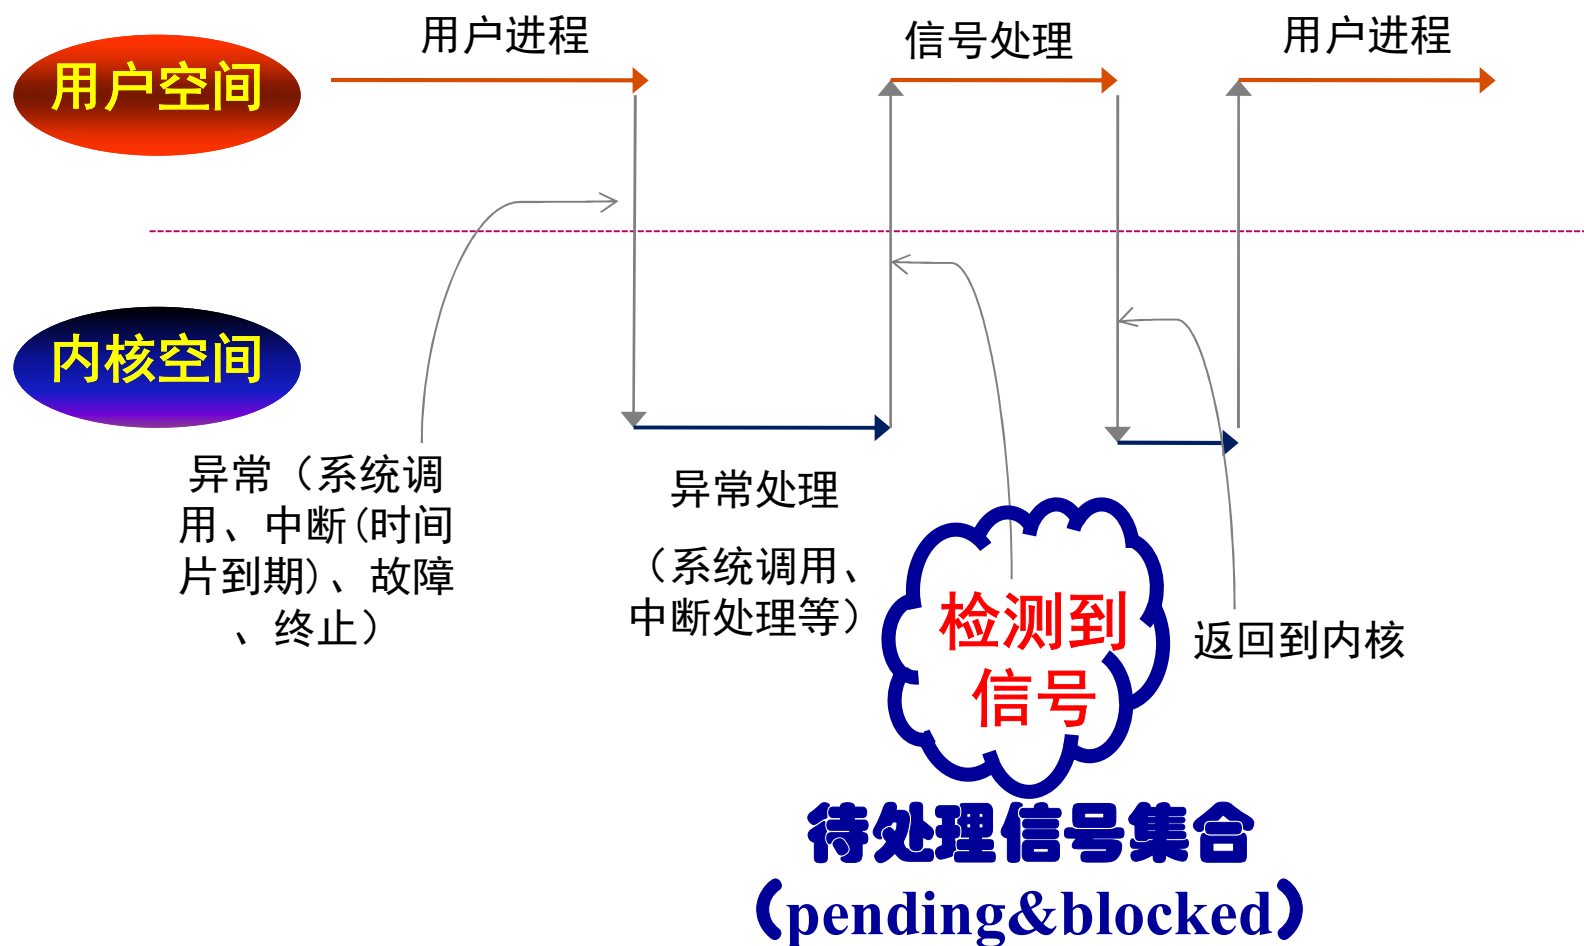 用户进程
信号处理
用户进程
用户空间
内核空间
异常（系统调
用、中断(时间
片到期)、故障
、终止）
异常处理
（系统调用、
中断处理等）
检测到
信号
返回到内核
待处理信号集合
（pending&blocked）